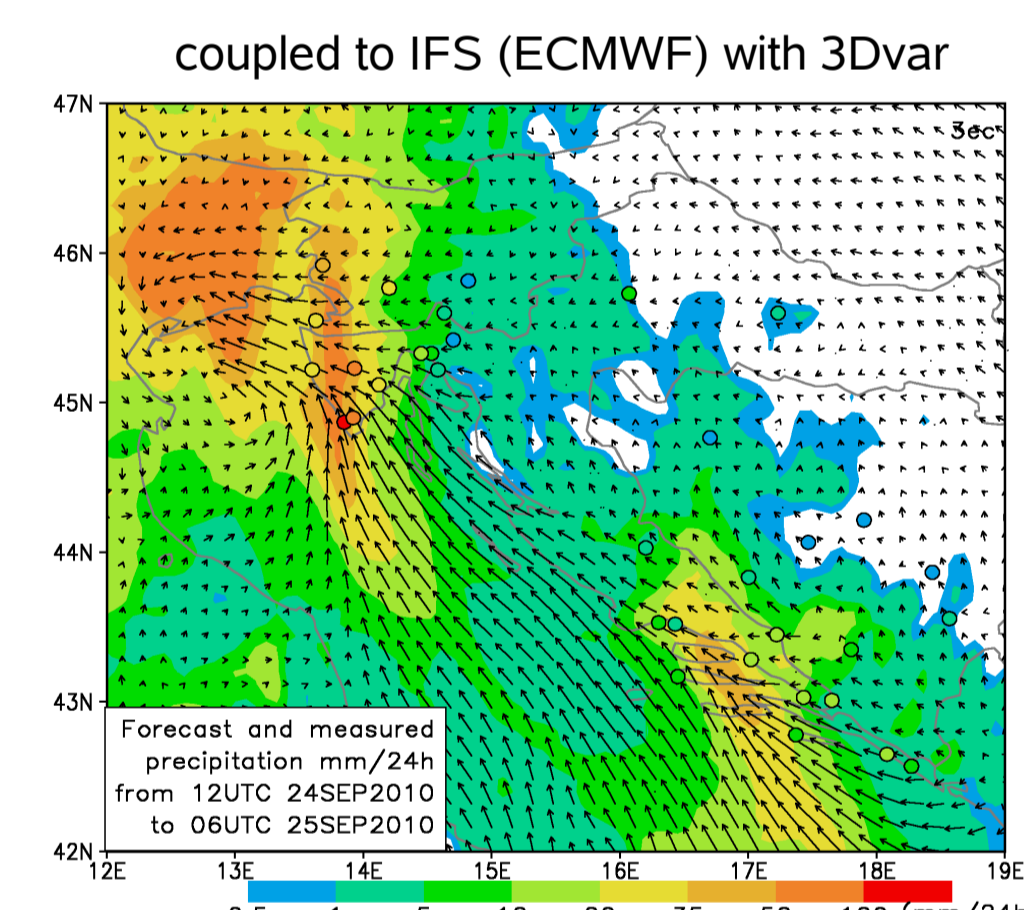 coupled to IFS (ECMWF) with 3Dvar
47N
3ec
46N
45N
44N
43N
Forecast and measured
precipitation mm/24h
from 12UTC 24SEP2010
to 06UTC 25SEP2010
42N
12E 13E 14E 15E 16E 17E 18E 19E